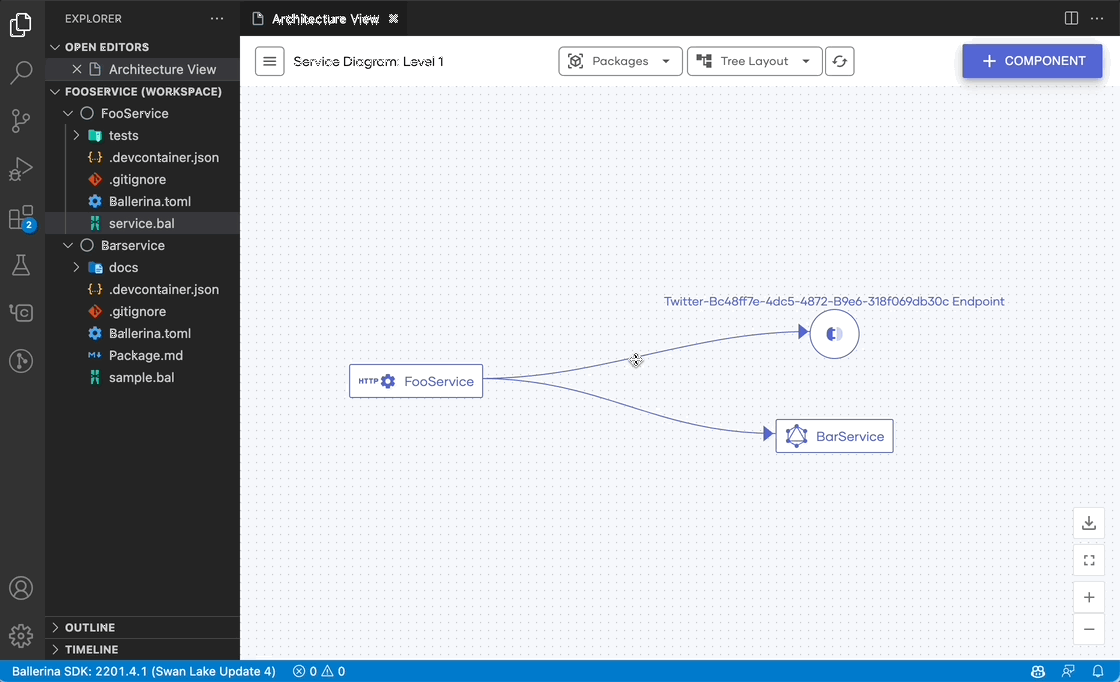 EXPLORER
Architecture View
OPEN EDITORS
Architecture View
FOOSERVICE (WORKSPACE)
FooService
tests
.devcontainer.json
.gitignore
Ballerina.toml
service.bal
Barservice
docs
.devcontainer.json
.gitignore
Ballerina.toml
Package.md
sample.bal
OUTLINE
TIMELINE
2
Service Diagram: Level 1
Packages
Tree Layout
+ COMPONENT
Twitter-Bc48ff7e-4dc5-4872-B9e6-318f069db30c Endpoint
HTTP FooService
BarService
Ballerina SDK: 2201.4.1 (Swan Lake Update 4) 0 0